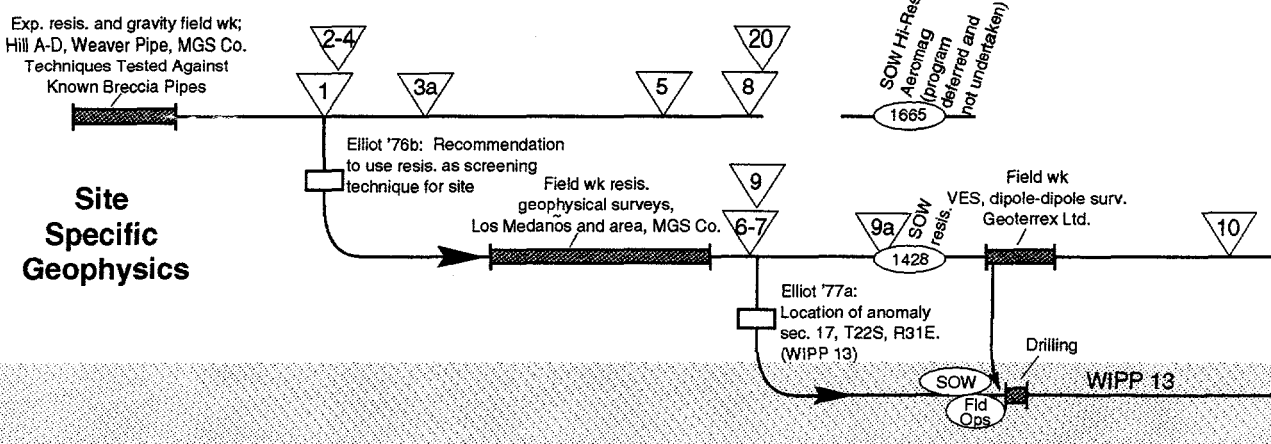 Exp. resis. and gravity field wk;
Hill A-D, Weaver Pipe, MGS Co.
Techniques Tested Against
Known Breccia Pipes
2-4
1
3a
5
20
8
SOW Hi-Res
Aeromag
(program
deferred and
not undertaken)
1665
Elliot '76b: Recommendation
to use resis. as screening
technique for site
Site
Specific
Geophysics
Field wk resis.
geophysical surveys,
Los Medaños and area, MGS Co.
9
6-7
9a
SOW
resis.
1428
Field wk
VES, dipole-dipole surv.
Geoterrex Ltd.
10
Elliot '77a:
Location of anomaly
sec. 17, T22S, R31E.
(WIPP 13)
Drilling
SOW
Fld
Ops
WIPP 13